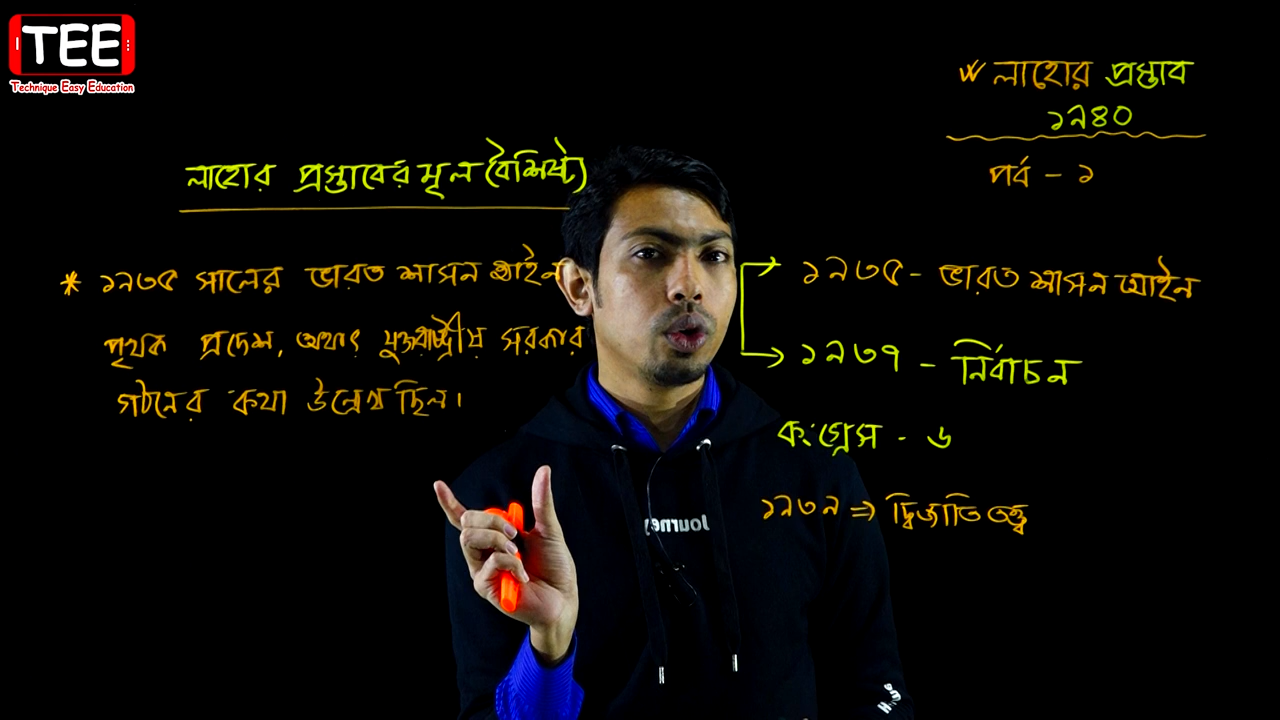 TEE
Technique Easy Education
লাহোর প্রস্তাব
১৯৪০
পর্ব - ১
লাহোর প্রস্তাবের মূল বৈশিষ্ট্য
* ১৯৩৫ সালের ভারত শাসন আইন
পৃথক প্রদেশ, অর্থাৎ যুক্তরাষ্ট্রীয় সরকার
গঠনের কথা উল্লেখ ছিল।
→ ১৯৩৫ - ভারত শাসন আইন
→ ১৯৩৭ - নির্বাচন
কংগ্রেস - ৬
১৯৩৯ ⇒ দ্বিজাতি তত্ত্ব
Journey